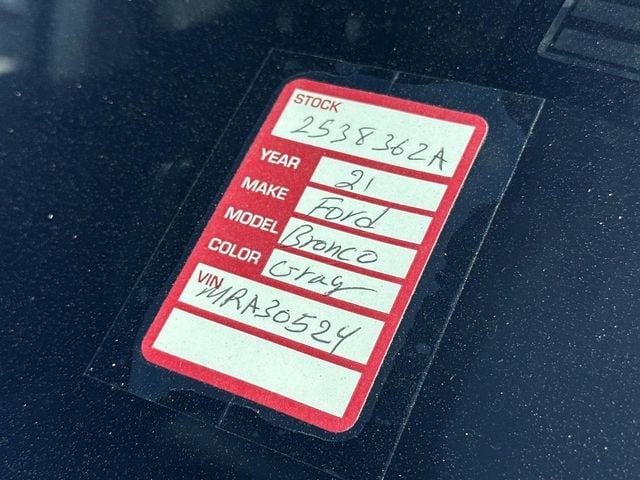 STOCK
2538362A
YEAR 21
MAKE Ford
MODEL Bronco
COLOR Gray
VIN
MRA30524